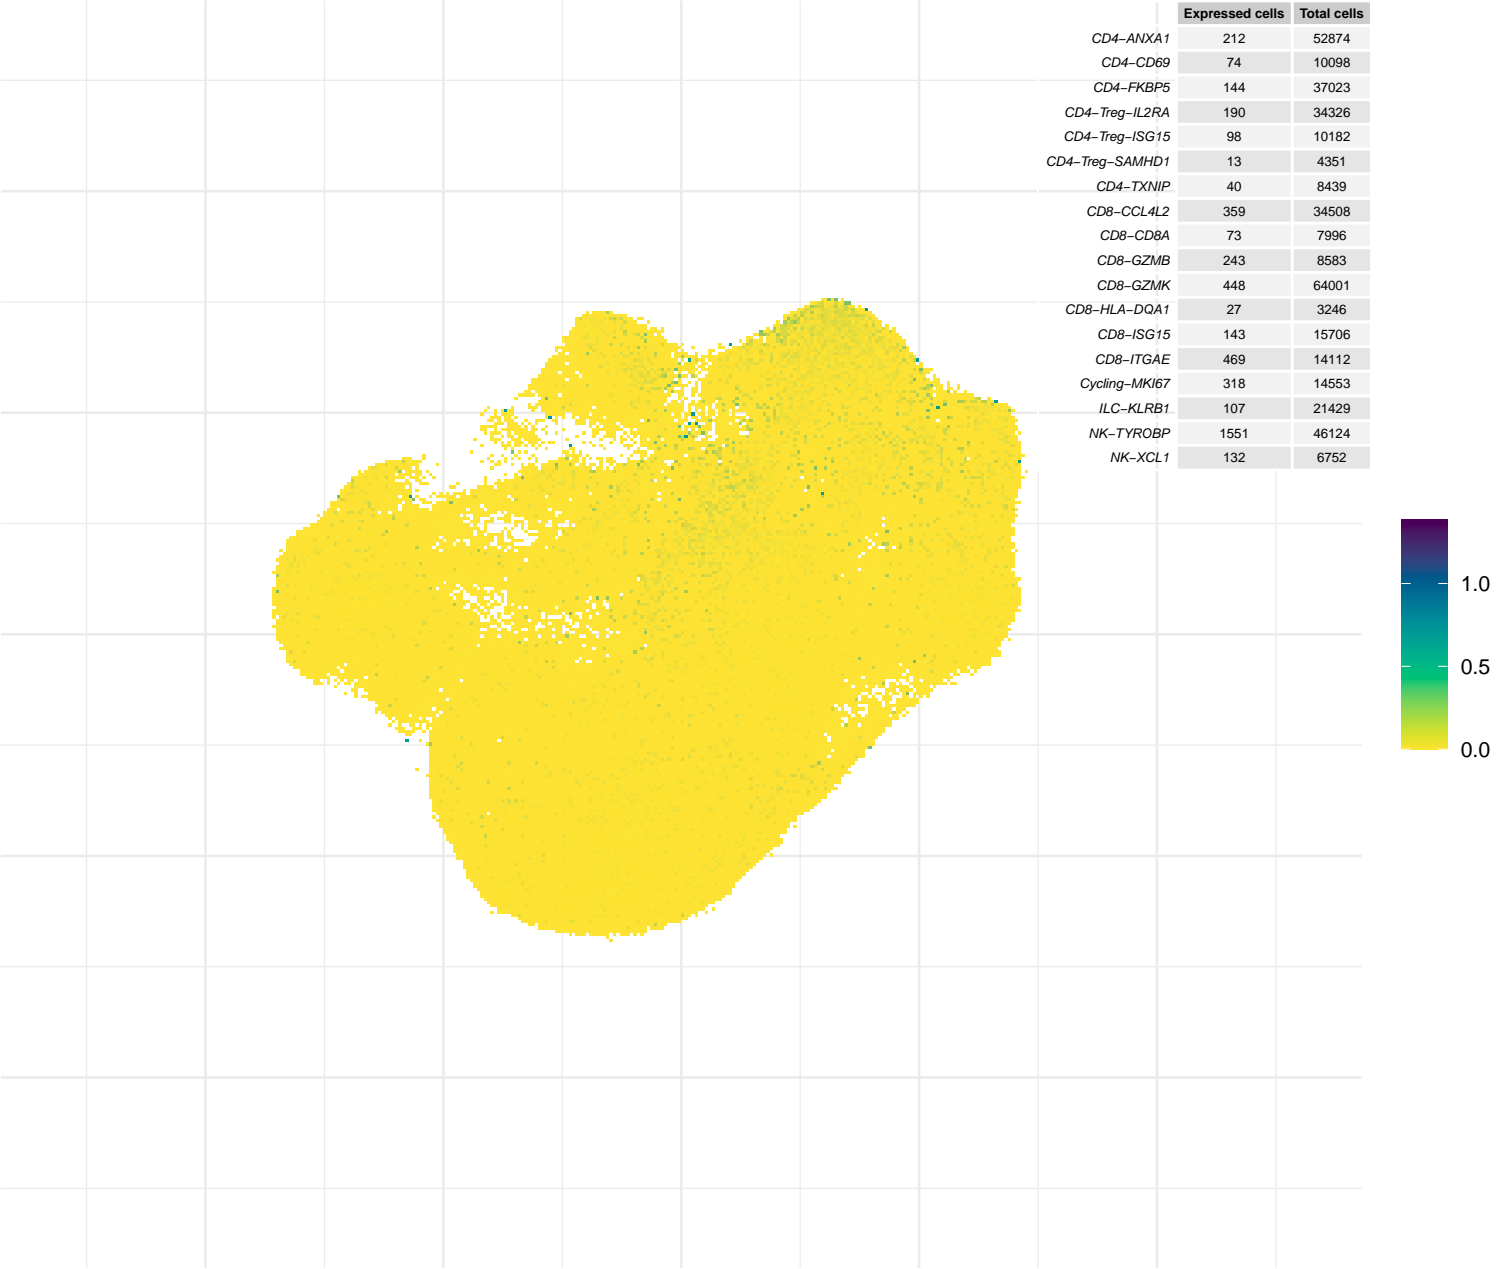 Expressed cells Total cells
CD4−ANXA1 212 52874
CD4−CD69 74 10098
CD4−FKBP5 144 37023
CD4−Treg−IL2RA 190 34326
CD4−Treg−ISG15 98 10182
CD4−Treg−SAMHD1 13 4351
CD4−TXNIP 40 8439
CD8−CCL4L2 359 34508
CD8−CD8A 73 7996
CD8−GZMB 243 8583
CD8−GZMK 448 64001
CD8−HLA−DQA1 27 3246
CD8−ISG15 143 15706
CD8−ITGAE 469 14112
Cycling−MKI67 318 14553
ILC−KLRB1 107 21429
NK−TYROBP 1551 46124
NK−XCL1 132 6752
1.0
0.5
0.0